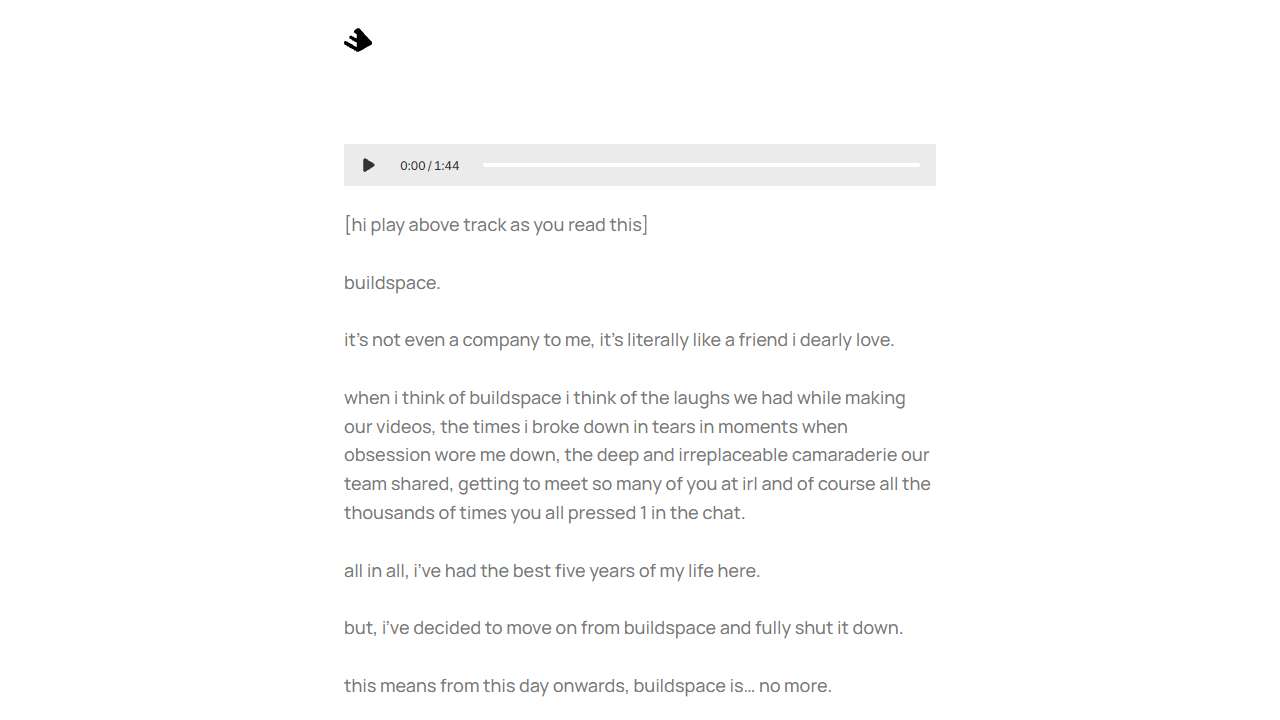 0:00 / 1:44
[hi play above track as you read this]
buildspace.
it’s not even a company to me, it’s literally like a friend i dearly love.
when i think of buildspace i think of the laughs we had while making
our videos, the times i broke down in tears in moments when
obsession wore me down, the deep and irreplaceable camaraderie our
team shared, getting to meet so many of you at irl and of course all the
thousands of times you all pressed 1 in the chat.
all in all, i’ve had the best five years of my life here.
but, i’ve decided to move on from buildspace and fully shut it down.
this means from this day onwards, buildspace is… no more.